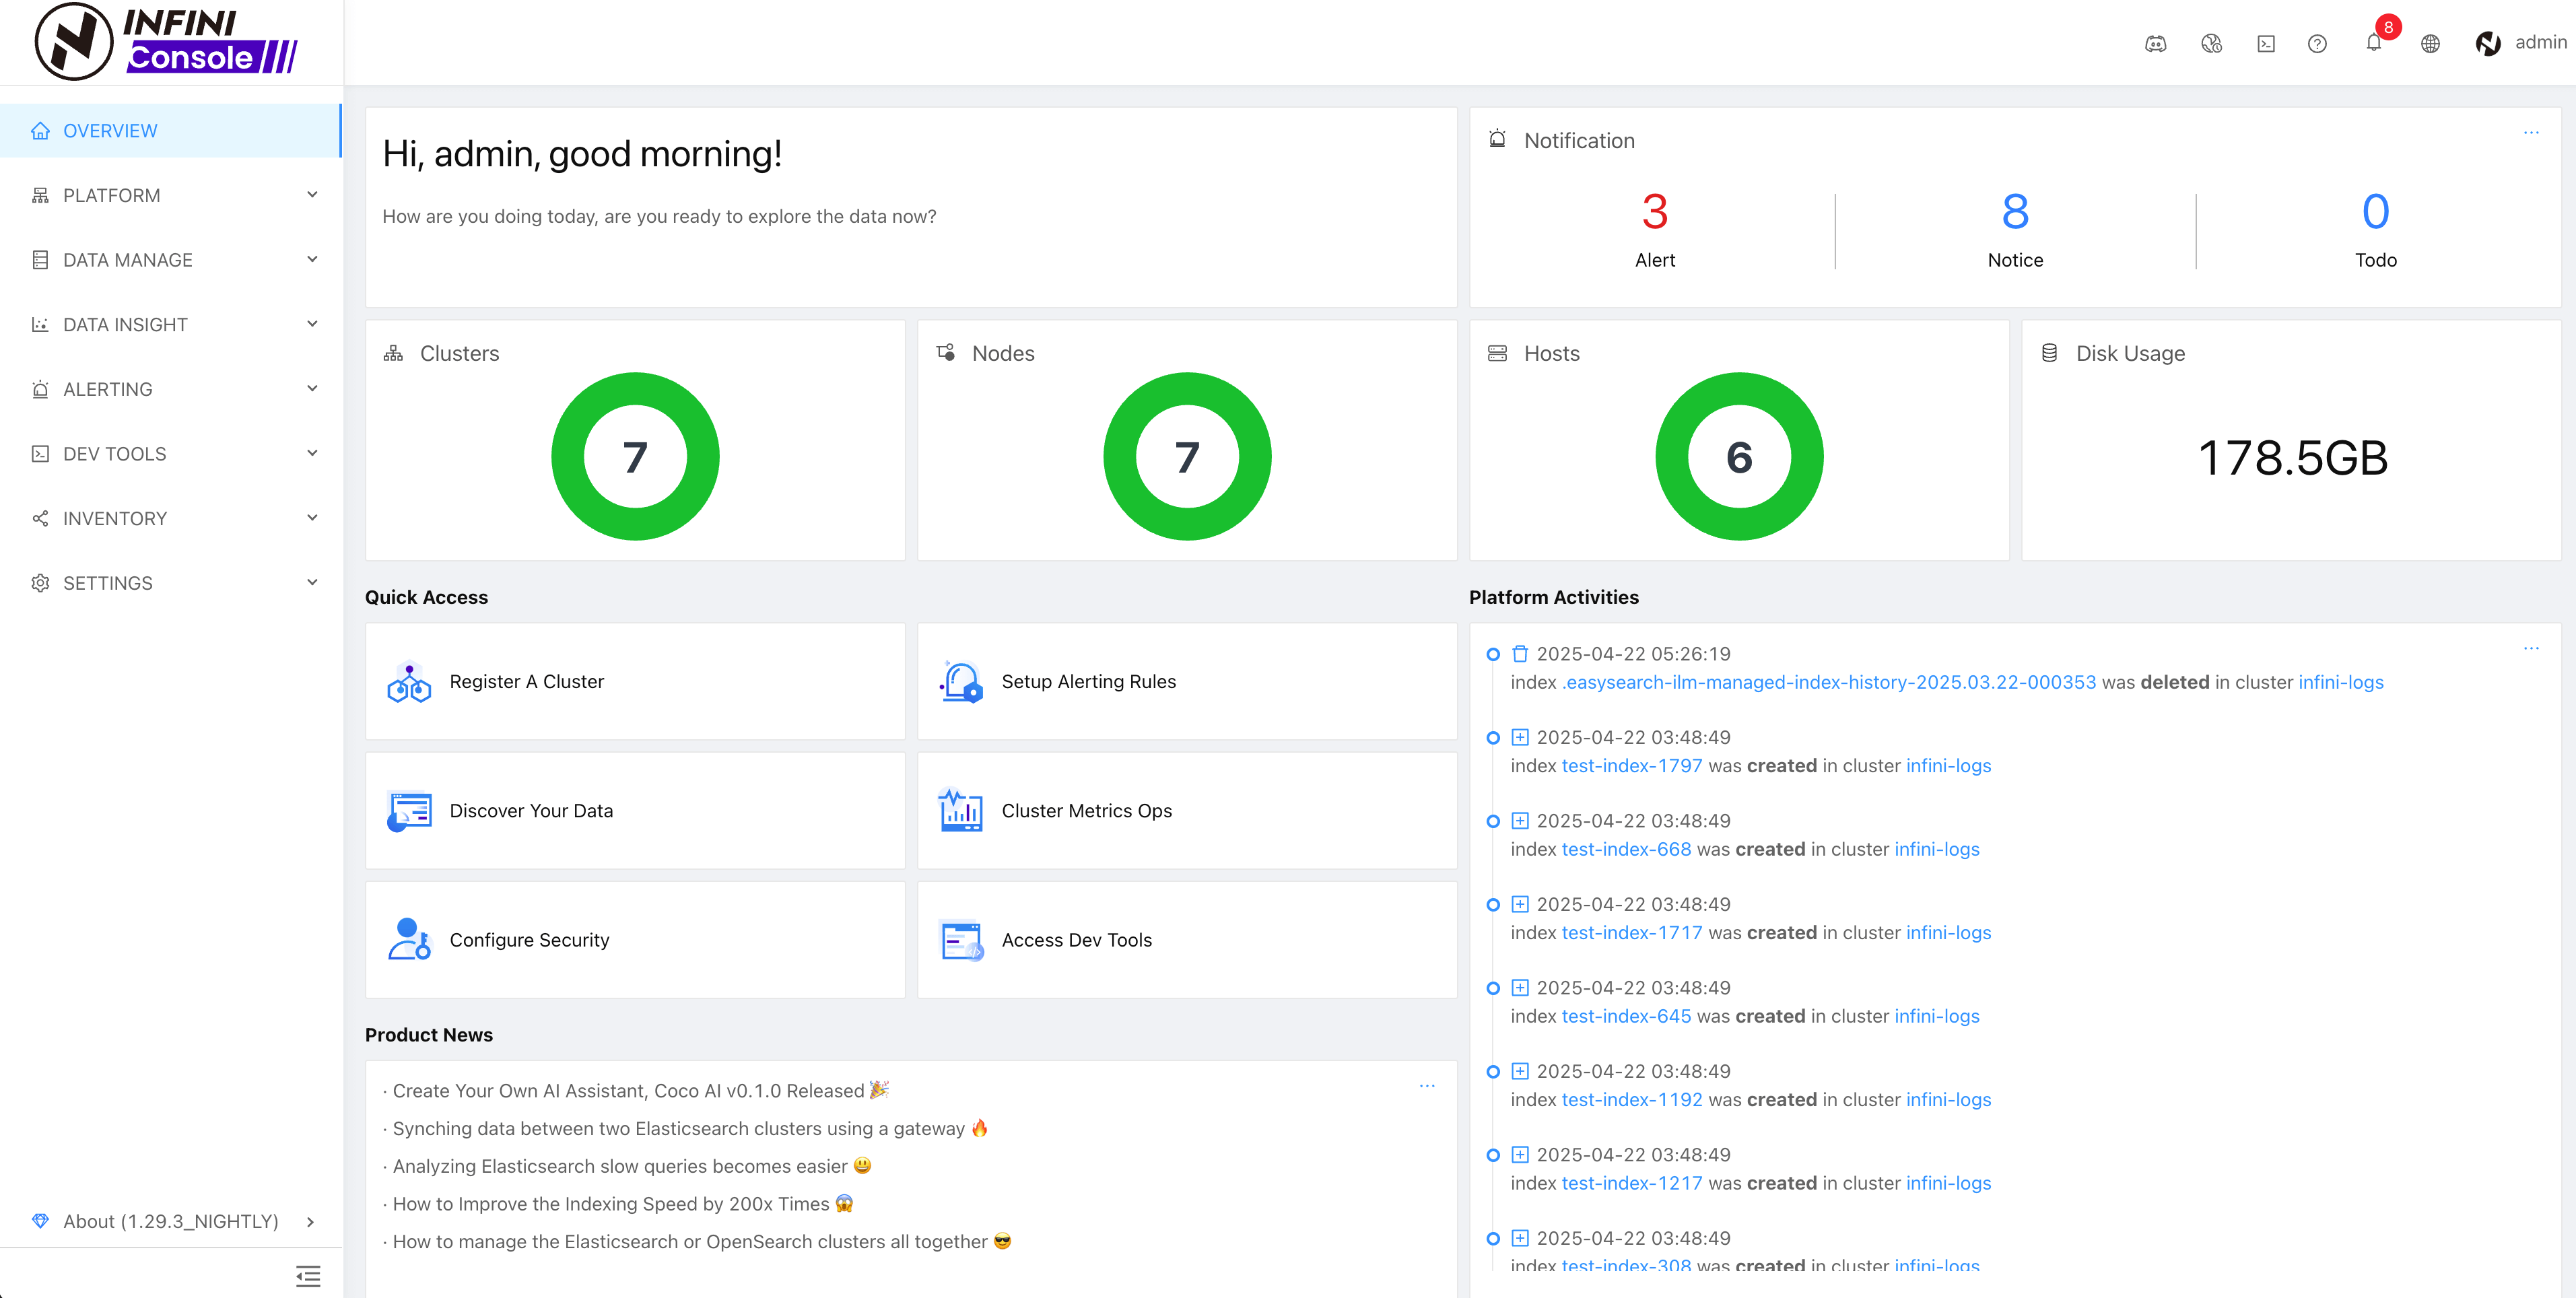 INFINI
Console
8
admin
OVERVIEW
PLATFORM
DATA MANAGE
DATA INSIGHT
ALERTING
DEV TOOLS
INVENTORY
SETTINGS
About (1.29.3_NIGHTLY)
Hi, admin, good morning!
How are you doing today, are you ready to explore the data now?
Notification
3
Alert
8
Notice
0
Todo
Clusters
7
Nodes
7
Hosts
6
Disk Usage
178.5GB
Quick Access
Register A Cluster
Setup Alerting Rules
Discover Your Data
Cluster Metrics Ops
Configure Security
Access Dev Tools
Product News
· Create Your Own AI Assistant, Coco AI v0.1.0 Released 🎉
· Synching data between two Elasticsearch clusters using a gateway 🔥
· Analyzing Elasticsearch slow queries becomes easier 😃
· How to Improve the Indexing Speed by 200x Times 😱
· How to manage the Elasticsearch or OpenSearch clusters all together 😎
Platform Activities
2025-04-22 05:26:19
index .easysearch-ilm-managed-index-history-2025.03.22-000353 was deleted in cluster infini-logs
2025-04-22 03:48:49
index test-index-1797 was created in cluster infini-logs
2025-04-22 03:48:49
index test-index-668 was created in cluster infini-logs
2025-04-22 03:48:49
index test-index-1717 was created in cluster infini-logs
2025-04-22 03:48:49
index test-index-645 was created in cluster infini-logs
2025-04-22 03:48:49
index test-index-1192 was created in cluster infini-logs
2025-04-22 03:48:49
index test-index-1217 was created in cluster infini-logs
2025-04-22 03:48:49
index test-index-308 was created in cluster infini-logs